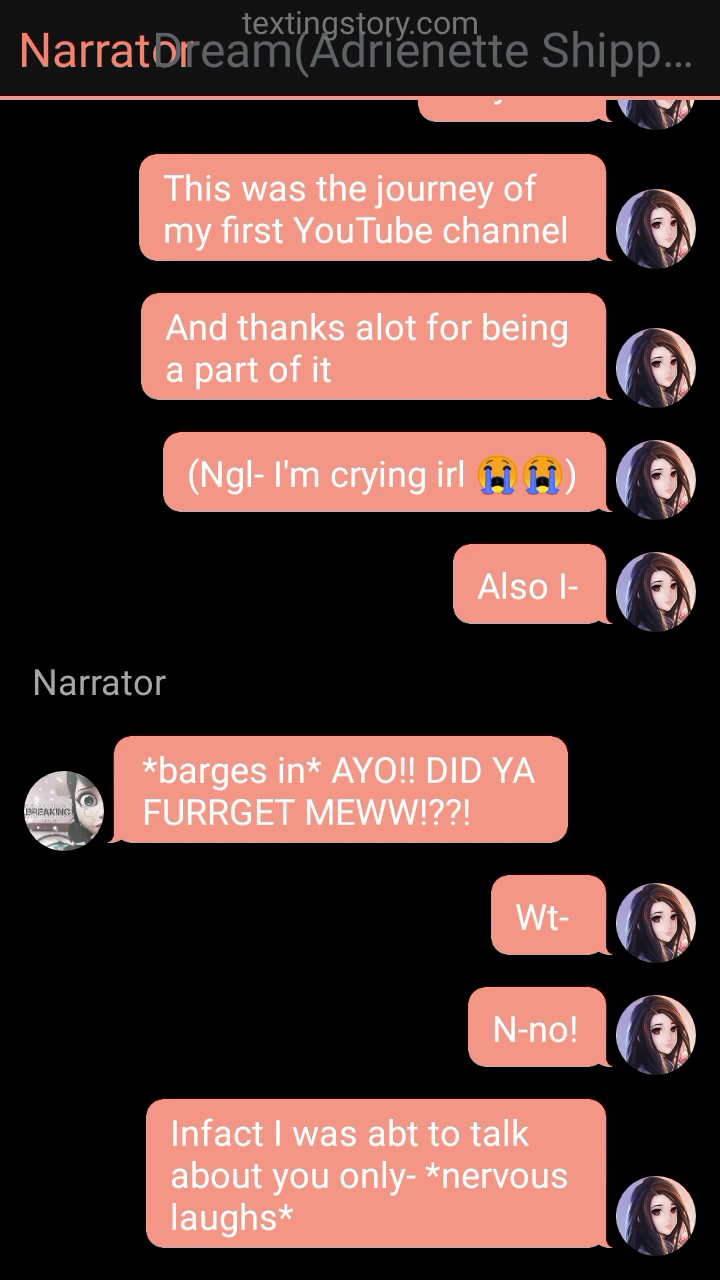 textingstory.com
Narrator
Dream(Adrienette Shipp...
This was the journey of
my first YouTube channel
And thanks alot for being
a part of it
(Ngl- I'm crying irl 😭😭)
Also I-
Narrator
*barges in* AYO!! DID YA
FURRGET MEWW!??!
BREAKING
Wt-
N-no!
Infact I was abt to talk
about you only- *nervous
laughs*